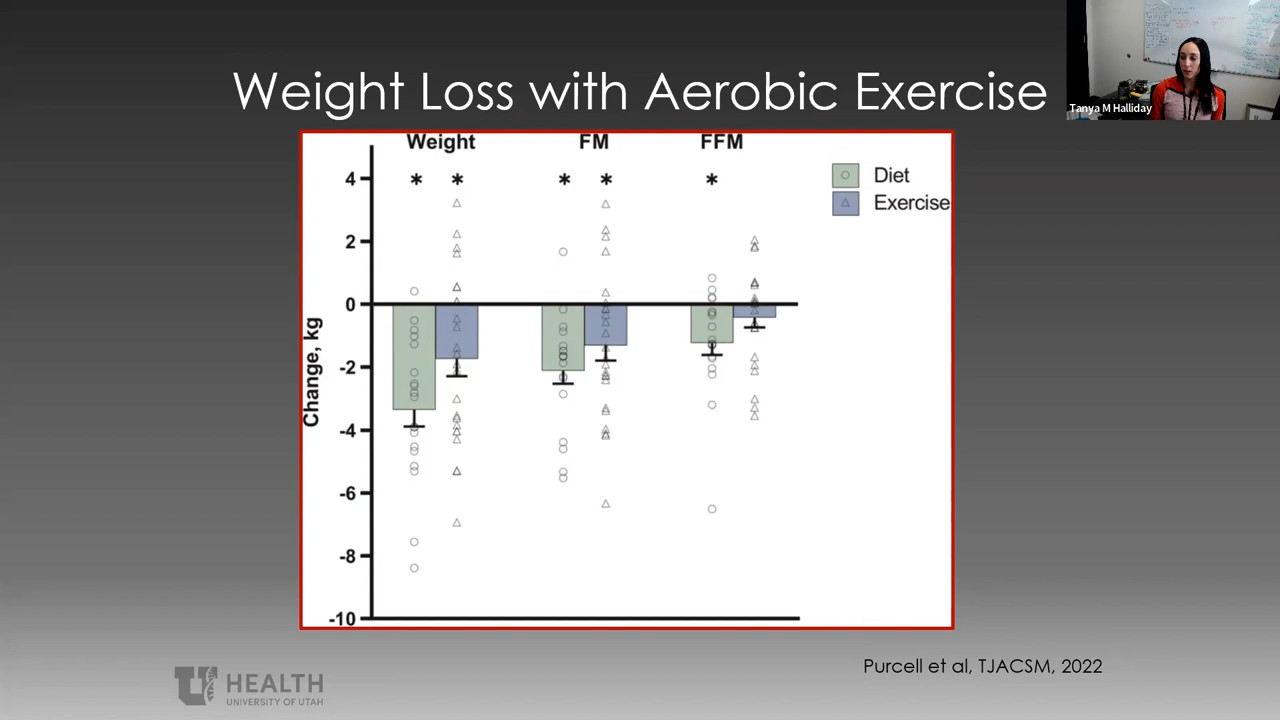 Weight Loss with Aerobic Exercise
Tanya M Halliday
Weight FM FFM
* * * * *
Diet
Exercise
4
2
0
-2
-4
-6
-8
-10
Change, kg
Purcell et al, TJACSM, 2022
U HEALTH
UNIVERSITY OF UTAH